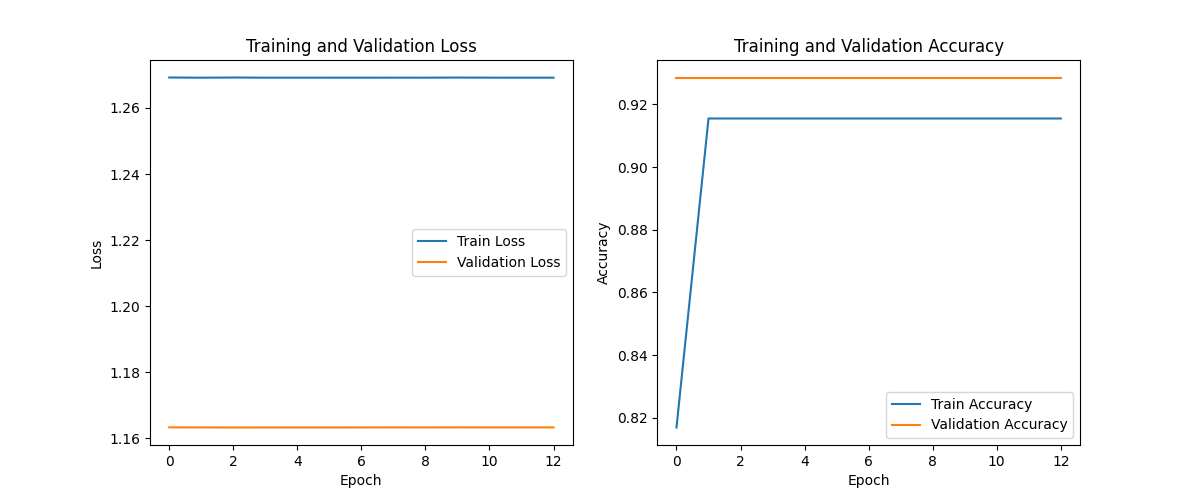 Training and Validation Loss
1.26
1.24
1.22
1.20
1.18
1.16
Loss
Train Loss
Validation Loss
0 2 4 6 8 10 12
Epoch
Training and Validation Accuracy
0.92
0.90
0.88
0.86
0.84
0.82
Accuracy
Train Accuracy
Validation Accuracy
0 2 4 6 8 10 12
Epoch